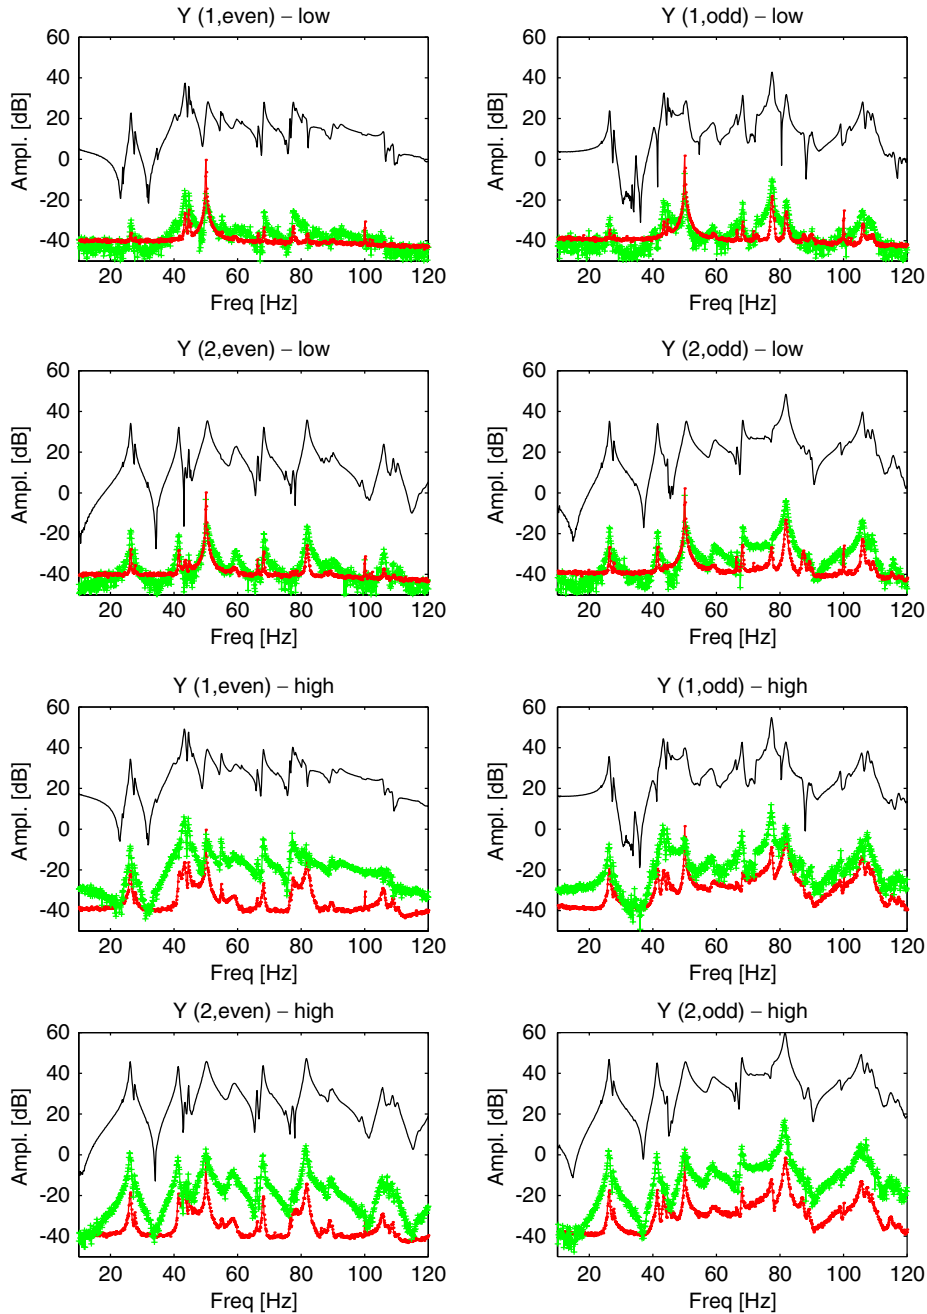 Y (1,even) – low
Ampl. [dB]
60
40
20
0
−20
−40
20 40 60 80 100 120
Freq [Hz]
Y (1,odd) – low
Ampl. [dB]
60
40
20
0
−20
−40
20 40 60 80 100 120
Freq [Hz]
Y (2,even) – low
Ampl. [dB]
60
40
20
0
−20
−40
20 40 60 80 100 120
Freq [Hz]
Y (2,odd) – low
Ampl. [dB]
60
40
20
0
−20
−40
20 40 60 80 100 120
Freq [Hz]
Y (1,even) – high
Ampl. [dB]
60
40
20
0
−20
−40
20 40 60 80 100 120
Freq [Hz]
Y (1,odd) – high
Ampl. [dB]
60
40
20
0
−20
−40
20 40 60 80 100 120
Freq [Hz]
Y (2,even) – high
Ampl. [dB]
60
40
20
0
−20
−40
20 40 60 80 100 120
Freq [Hz]
Y (2,odd) – high
Ampl. [dB]
60
40
20
0
−20
−40
20 40 60 80 100 120
Freq [Hz]